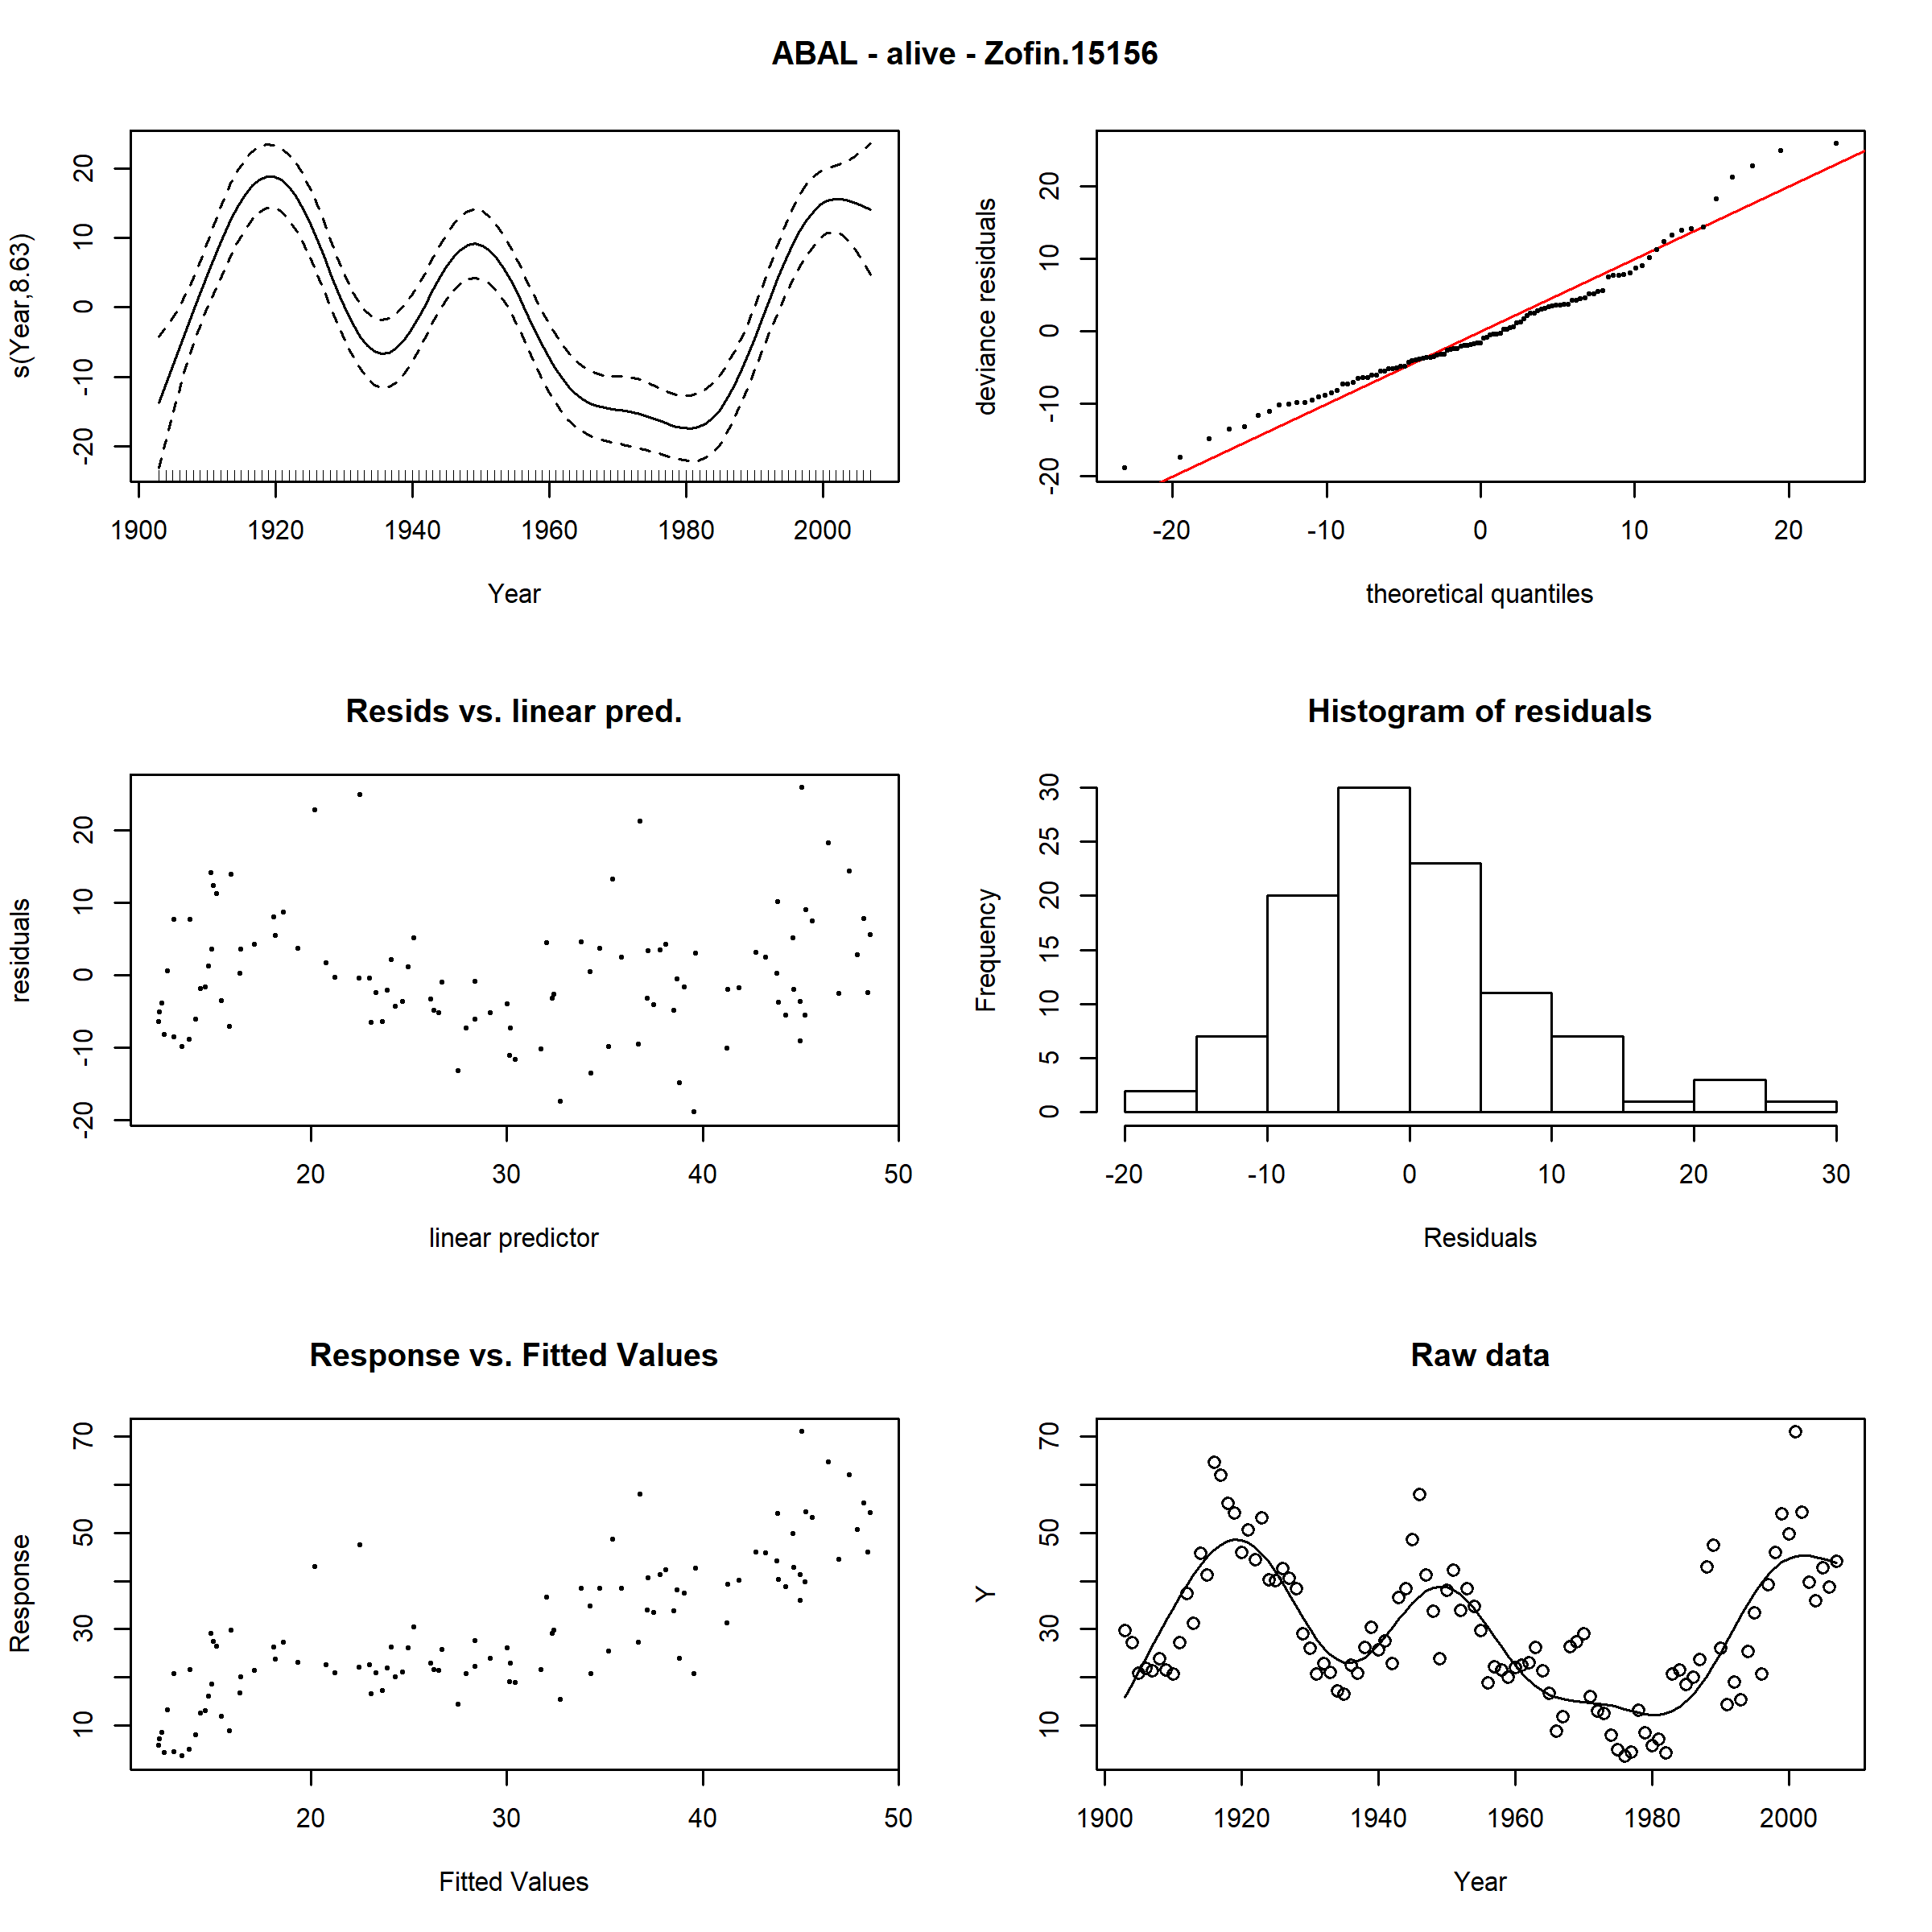 ABAL - alive - Zofin.15156
s(Year,8.63)
20
10
0
-10
-20
1900 1920 1940 1960 1980 2000
Year
deviance residuals
20
10
0
-10
-20
-20 -10 0 10 20
theoretical quantiles
Resids vs. linear pred.
residuals
20
10
0
-10
-20
20 30 40 50
linear predictor
Histogram of residuals
Frequency
30
25
20
15
10
5
0
-20 -10 0 10 20 30
Residuals
Response vs. Fitted Values
Response
70
50
30
10
20 30 40 50
Fitted Values
Raw data
Y
70
50
30
10
1900 1920 1940 1960 1980 2000
Year